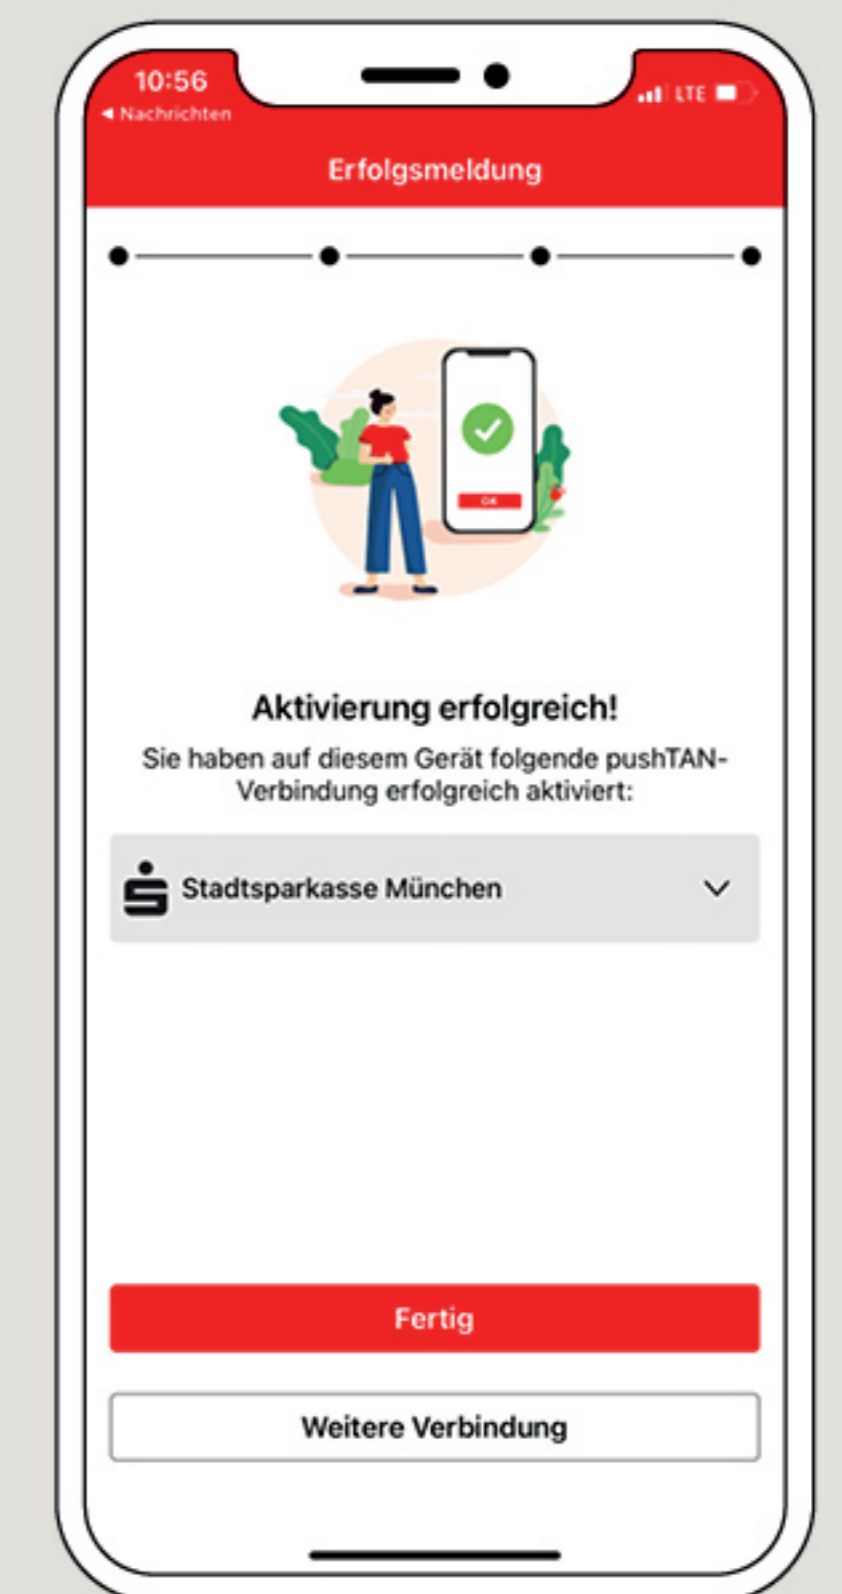 10:56
LTE
◀ Nachrichten
Erfolgsmeldung
OK
Aktivierung erfolgreich!
Sie haben auf diesem Gerät folgende pushTAN-
Verbindung erfolgreich aktiviert:
Stadtsparkasse München
Fertig
Weitere Verbindung